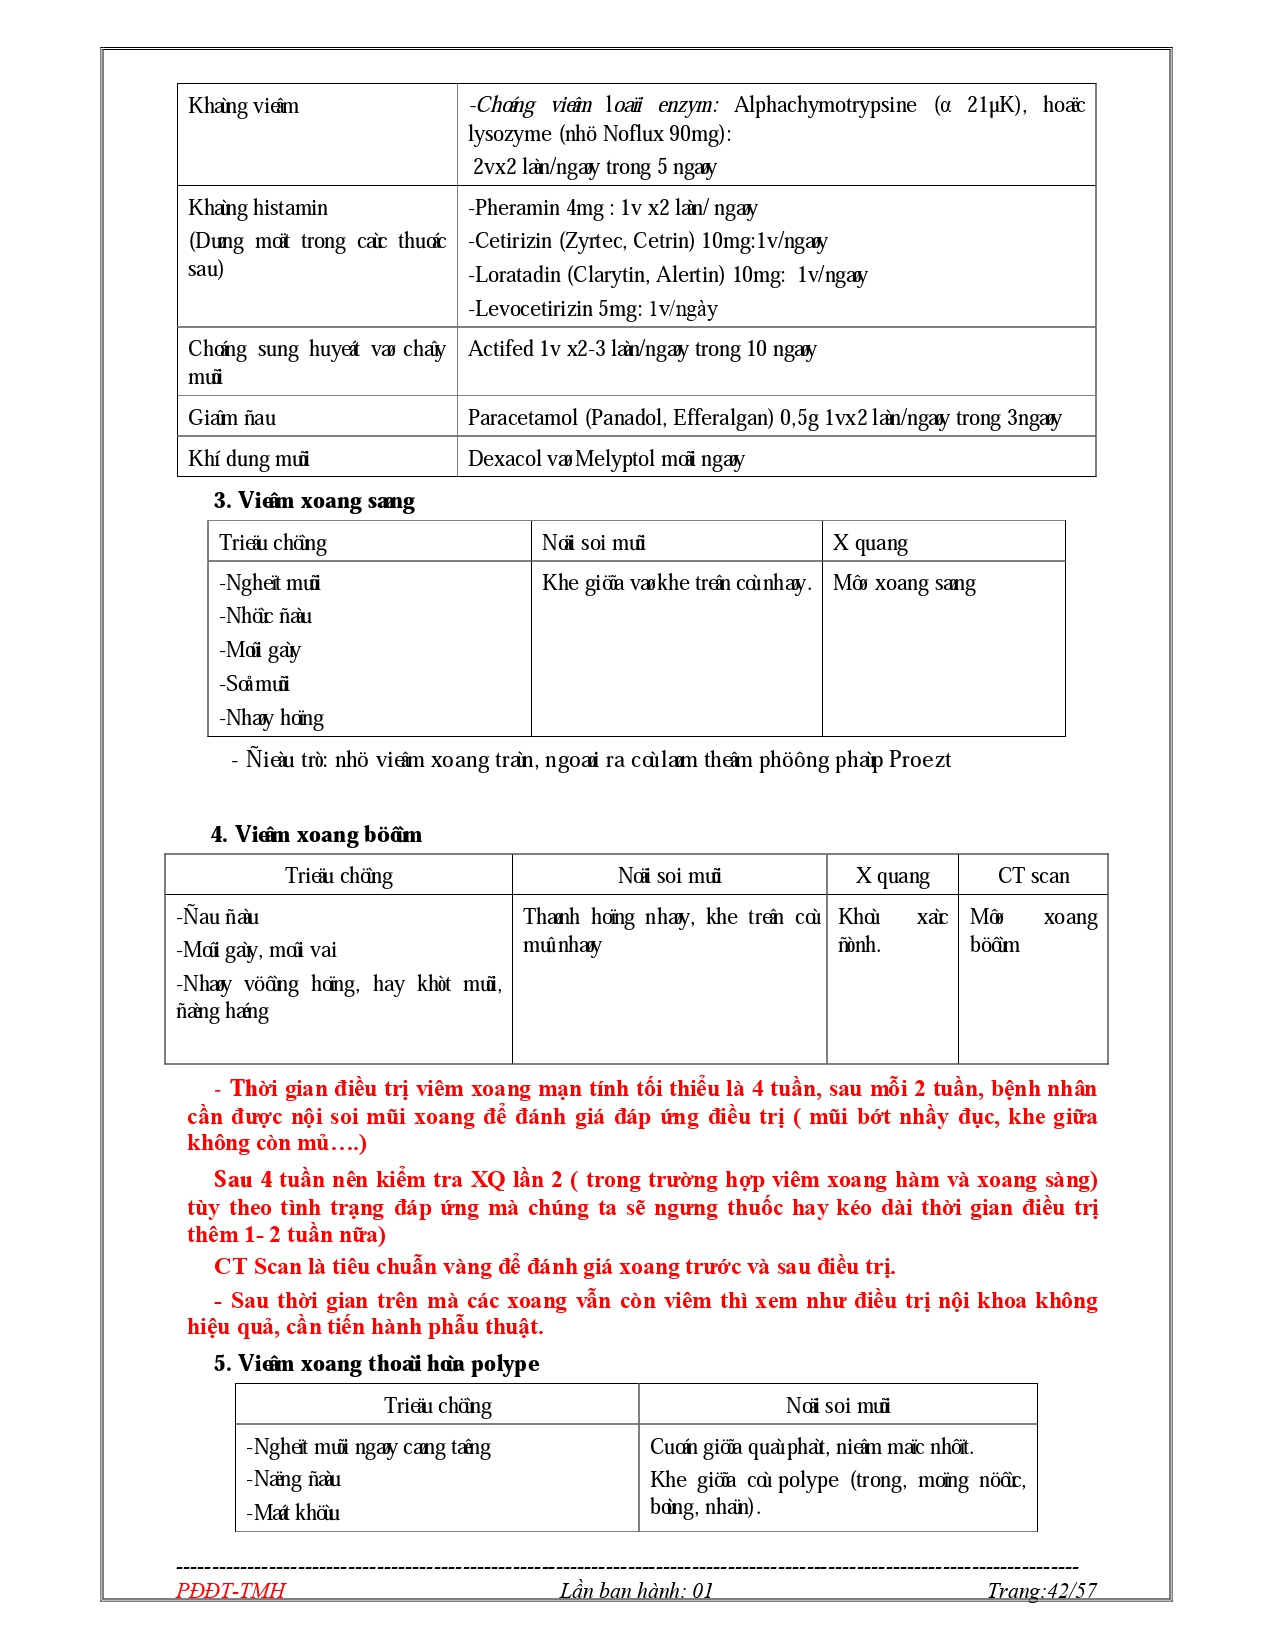 Khaùng vieâm
-Choáng vieâm loaïi enzym: Alphachymotrypsine (α 21µK), hoaëc
lysozyme (nhö Noflux 90mg):
2vx2 laàn/ngaøy trong 5 ngaøy
Khaùng histamin
(Duøng moät trong caùc thuoác
sau)
-Pheramin 4mg : 1v x2 laàn/ ngaøy
-Cetirizin (Zyrtec, Cetrin) 10mg:1v/ngaøy
-Loratadin (Clarytin, Alertin) 10mg: 1v/ngaøy
-Levocetirizin 5mg: 1v/ngày
Choáng sung huyeát vaø chaûy
muõi
Actifed 1v x2-3 laàn/ngaøy trong 10 ngaøy
Giaûm ñau
Paracetamol (Panadol, Efferalgan) 0,5g 1vx2 laàn/ngaøy trong 3ngaøy
Khí dung muõi
Dexacol vaø Melyptol moãi ngaøy
3. Vieâm xoang saøng
Trieäu chöùng
Noäi soi muõi
X quang
-Ngheït muõi
-Nhöùc ñaàu
-Moûi gaùy
-Soå muõi
-Nhaøy hoïng
Khe giöõa vaø khe treân coù nhaøy.
Môø xoang saøng
- Ñieàu trò: nhö vieâm xoang traùn, ngoaøi ra coù laøm theâm phöông phaùp Proezt
4. Vieâm xoang böôùm
Trieäu chöùng
Noäi soi muõi
X quang
CT scan
-Ñau ñaàu
-Moûi gaùy, moûi vai
-Nhaøy vöôùng hoïng, hay khòt muõi,
ñaèng haéng
Thaønh hoïng nhaøy, khe treân coù
muû nhaøy
Khoù xaùc
ñònh.
Môø xoang
böôùm
- Thời gian điều trị viêm xoang mạn tính tối thiểu là 4 tuần, sau mỗi 2 tuần, bệnh nhân
cần được nội soi mũi xoang để đánh giá đáp ứng điều trị ( mũi bớt nhầy đục, khe giữa
không còn mủ….)
Sau 4 tuần nên kiểm tra XQ lần 2 ( trong trường hợp viêm xoang hàm và xoang sàng)
tùy theo tình trạng đáp ứng mà chúng ta sẽ ngưng thuốc hay kéo dài thời gian điều trị
thêm 1- 2 tuần nữa)
CT Scan là tiêu chuẫn vàng để đánh giá xoang trước và sau điều trị.
- Sau thời gian trên mà các xoang vẫn còn viêm thì xem như điều trị nội khoa không
hiệu quả, cần tiến hành phẫu thuật.
5. Vieâm xoang thoaùi hoùa polype
Trieäu chöùng
Noäi soi muõi
-Ngheït muõi ngaøy caøng taêng
-Naëng ñaàu
-Maát khöùu
Cuoán giöõa quaù phaùt, nieâm maïc nhôït.
Khe giöõa coù polype (trong, moïng nöôùc,
boùng, nhaün).
PĐĐT-TMH
Lần ban hành: 01
Trang:42/57